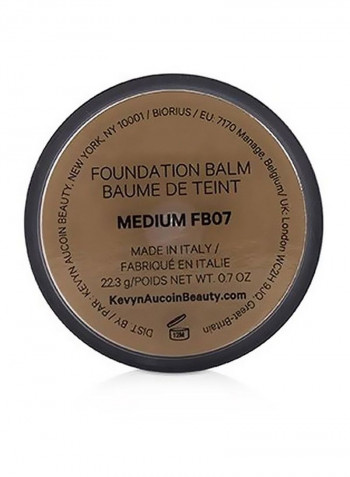 DIST BY / PAR: KEVYN AUCOIN BEAUTY. NEW YORK, NY 10001 / BIORIUS / EU: 7170 Manage, Belgium/ UK: London WC2H 9JQ, Great-Britain
FOUNDATION BALM
BAUME DE TEINT
MEDIUM FB07
MADE IN ITALY /
FABRIQUÉ EN ITALIE
22.3 g/POIDS NET WT. 0.7 OZ
KevynAucoinBeauty.com
12M